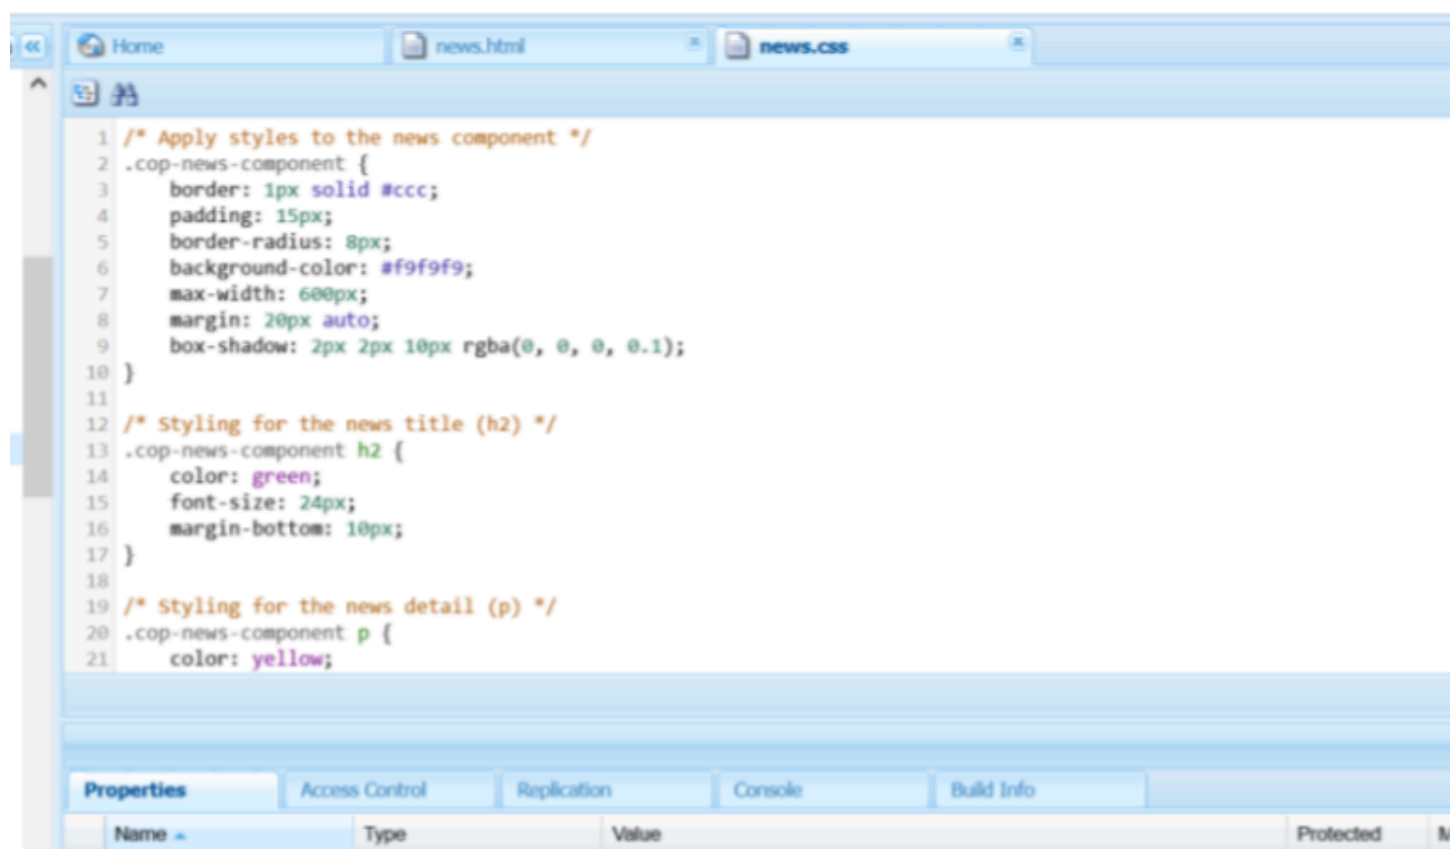 Home news.html news.css
1 /* Apply styles to the news component */
2 .cop-news-component {
3 border: 1px solid #ccc;
4 padding: 15px;
5 border-radius: 8px;
6 background-color: #f9f9f9;
7 max-width: 600px;
8 margin: 20px auto;
9 box-shadow: 2px 2px 10px rgba(0, 0, 0, 0.1);
10 }
11
12 /* Styling for the news title (h2) */
13 .cop-news-component h2 {
14 color: green;
15 font-size: 24px;
16 margin-bottom: 10px;
17 }
18
19 /* Styling for the news detail (p) */
20 .cop-news-component p {
21 color: yellow;
Properties Access Control Replication Console Build Info
Name Type Value Protected M